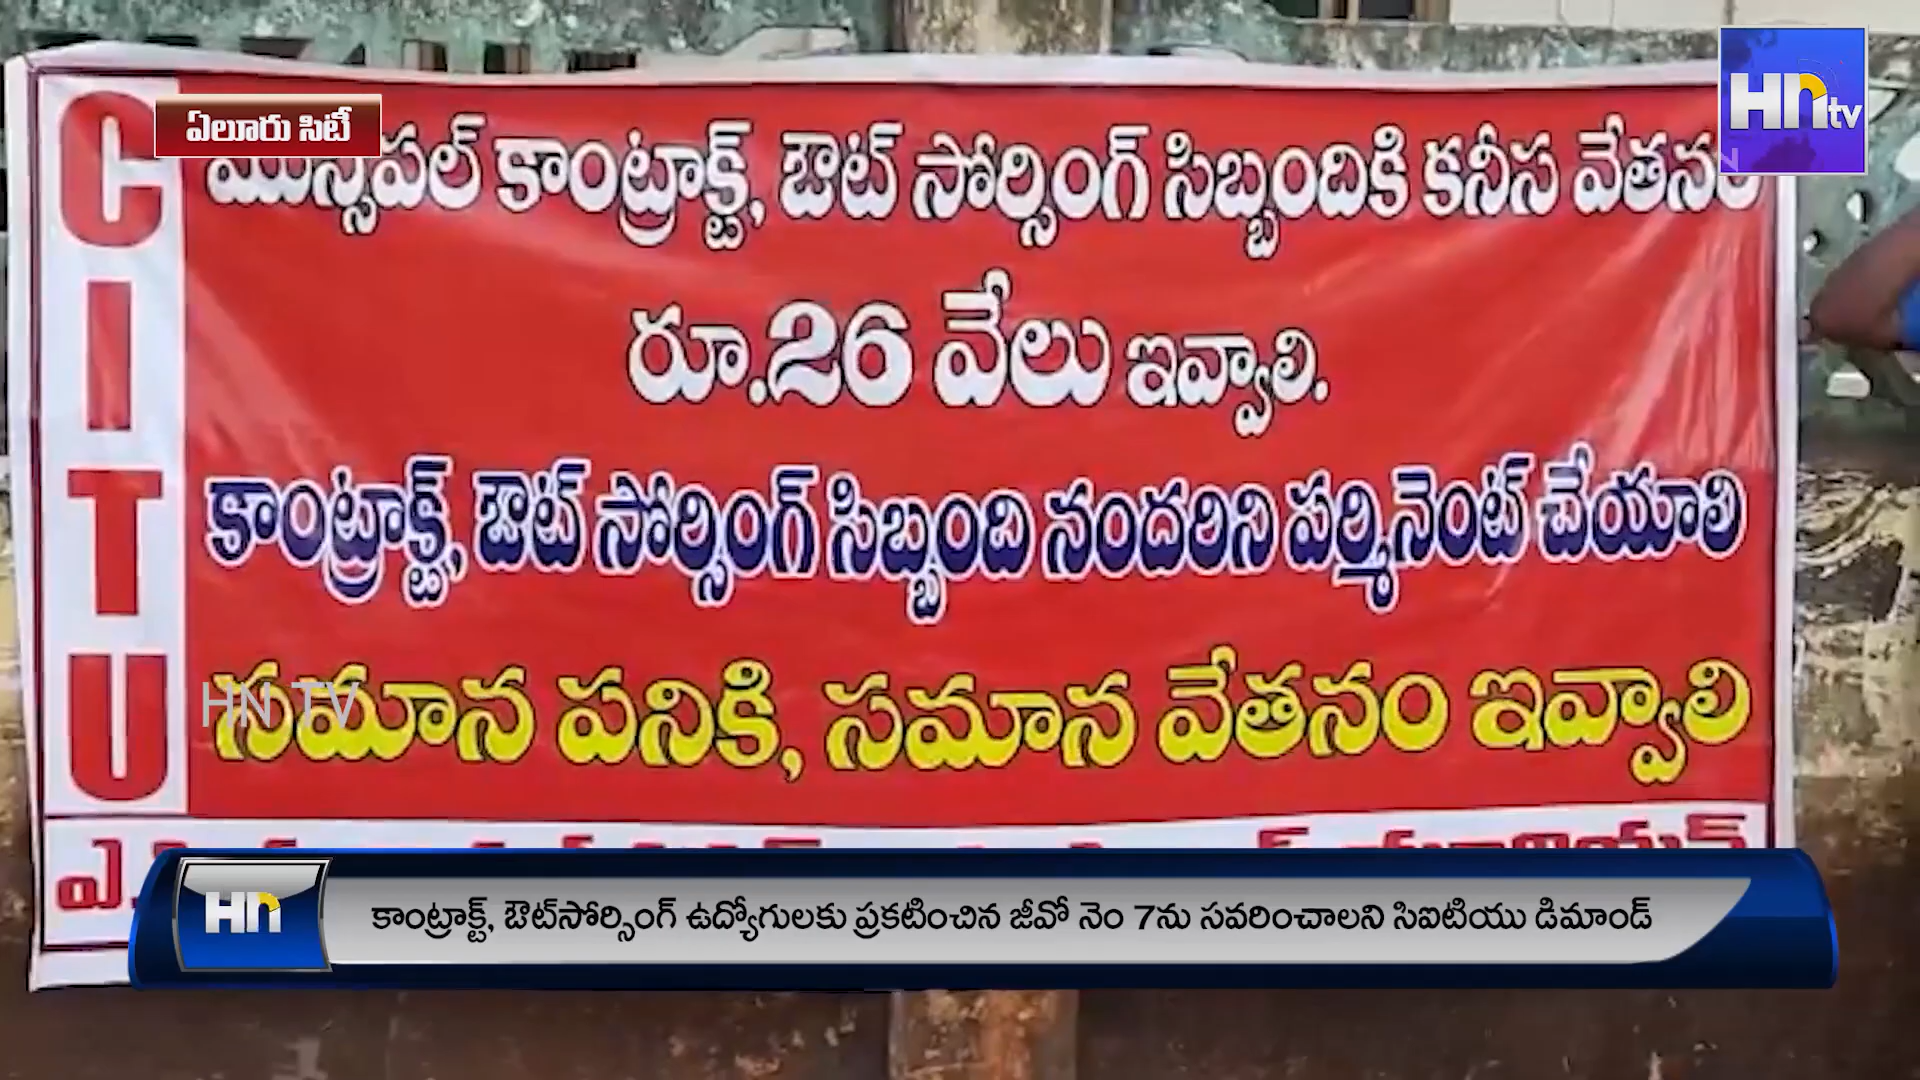 ఏలూరు సిటీ
HN tv
CITU
మున్సిపల్ కాంట్రాక్ట్, ఔట్ సోర్సింగ్ సిబ్బందికి కనీస వేతనం
రూ.26 వేలు ఇవ్వాలి.
కాంట్రాక్ట్, ఔట్ సోర్సింగ్ సిబ్బంది నందరిని పర్మినెంట్ చేయాలి
సమాన పనికి, సమాన వేతనం ఇవ్వాలి
HN TV
HN
కాంట్రాక్ట్, ఔట్‌సోర్సింగ్ ఉద్యోగులకు ప్రకటించిన జీవో నెం 7ను సవరించాలని సిఐటియు డిమాండ్